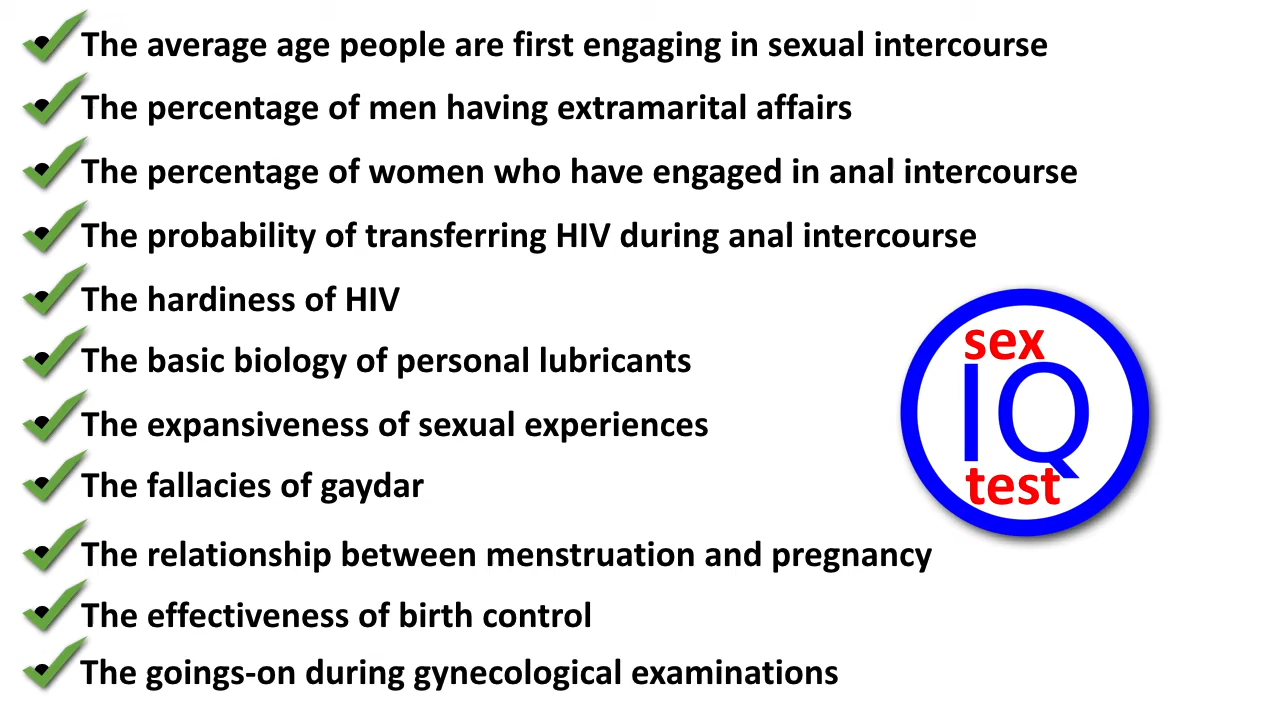 The average age people are first engaging in sexual intercourse
The percentage of men having extramarital affairs
The percentage of women who have engaged in anal intercourse
The probability of transferring HIV during anal intercourse
The hardiness of HIV
The basic biology of personal lubricants
The expansiveness of sexual experiences
The fallacies of gaydar
The relationship between menstruation and pregnancy
The effectiveness of birth control
The goings-on during gynecological examinations
sex
IQ
test